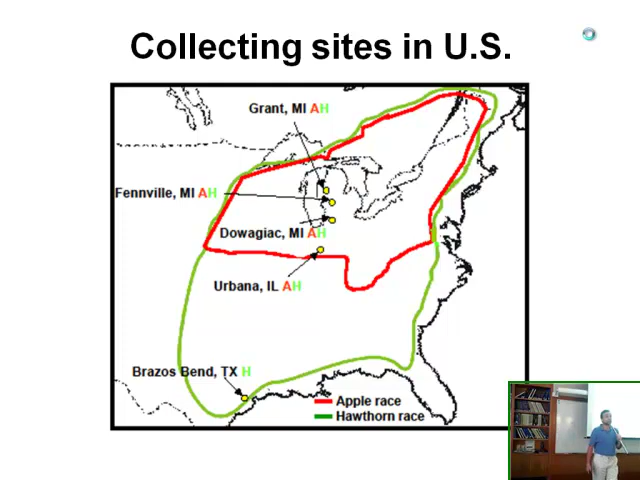 Collecting sites in U.S.
Grant, MI AH
Fennville, MI AH
Dowagiac, MI AH
Urbana, IL AH
Brazos Bend, TX H
Apple race
Hawthorn race